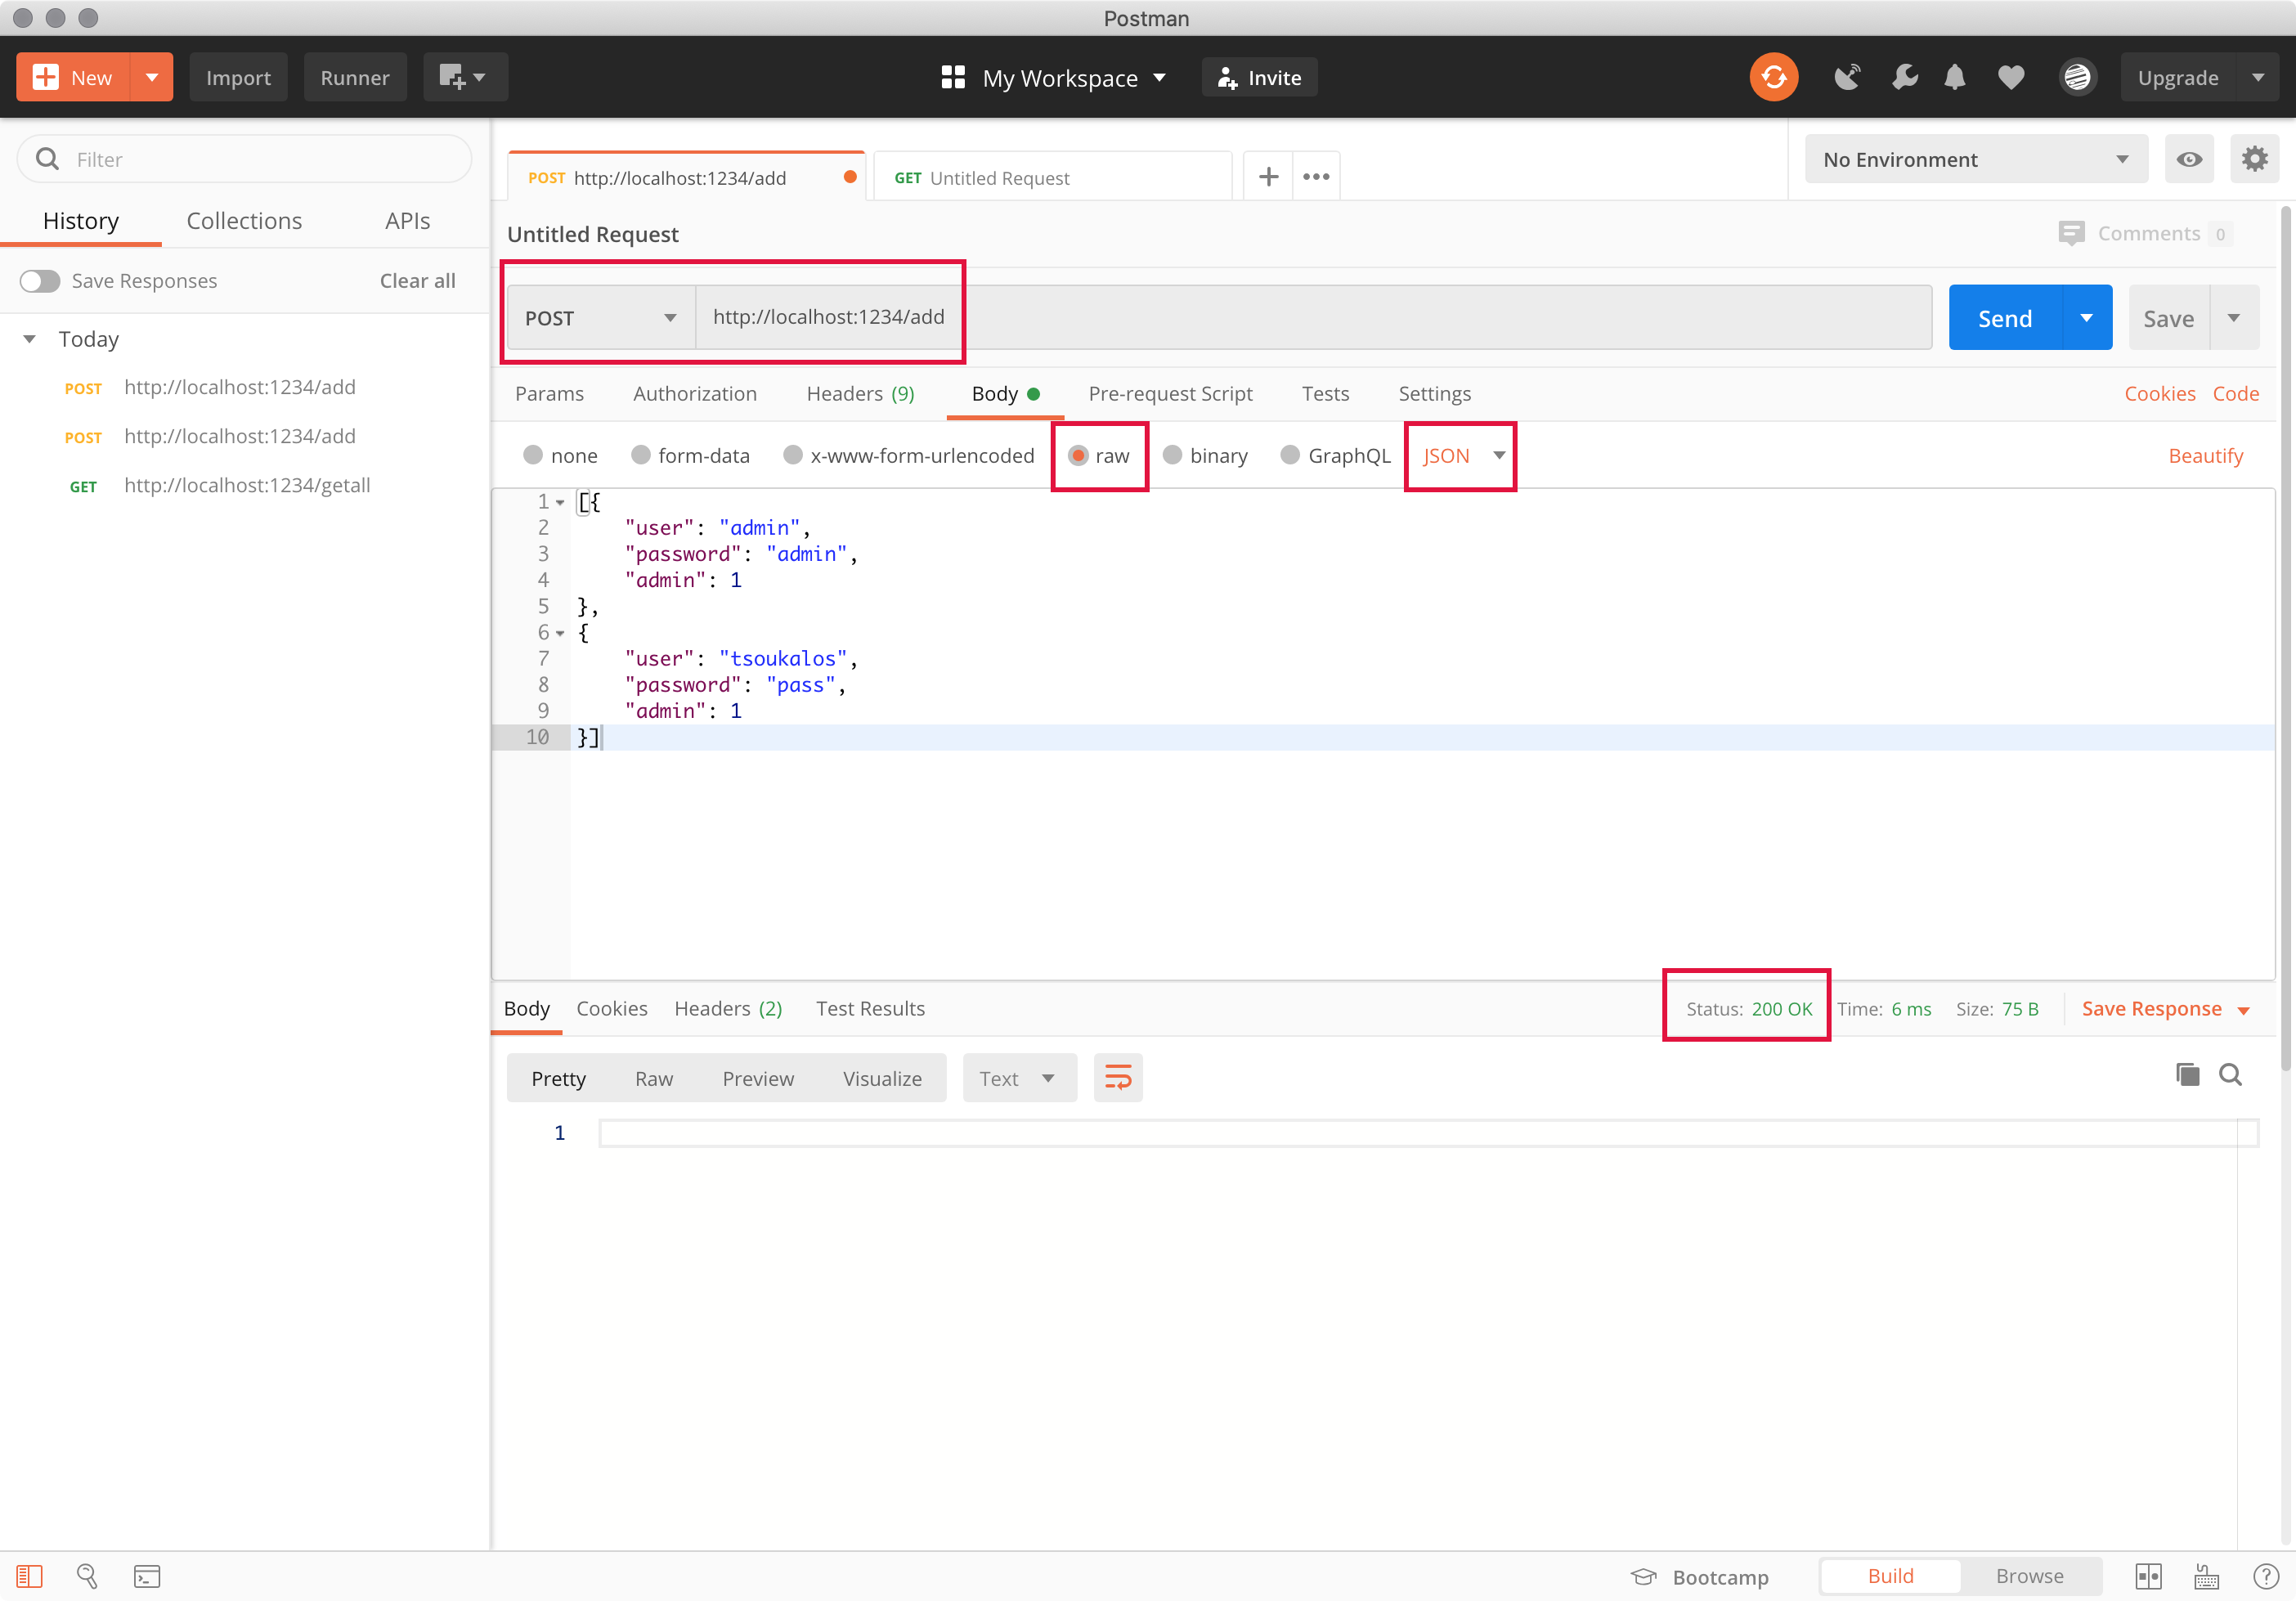 Postman
New Import Runner My Workspace Invite Upgrade
Filter
History Collections APIs
Save Responses Clear all
Today
POST http://localhost:1234/add
POST http://localhost:1234/add
GET http://localhost:1234/getall
POST http://localhost:1234/add GET Untitled Request No Environment
Untitled Request Comments 0
POST http://localhost:1234/add Send Save
Params Authorization Headers (9) Body Pre-request Script Tests Settings Cookies Code
none form-data x-www-form-urlencoded raw binary GraphQL JSON Beautify
1 [{
2 "user": "admin",
3 "password": "admin",
4 "admin": 1
5 },
6 {
7 "user": "tsoukalos",
8 "password": "pass",
9 "admin": 1
10 }]
Body Cookies Headers (2) Test Results Status: 200 OK Time: 6 ms Size: 75 B Save Response
Pretty Raw Preview Visualize Text
1
Bootcamp Build Browse